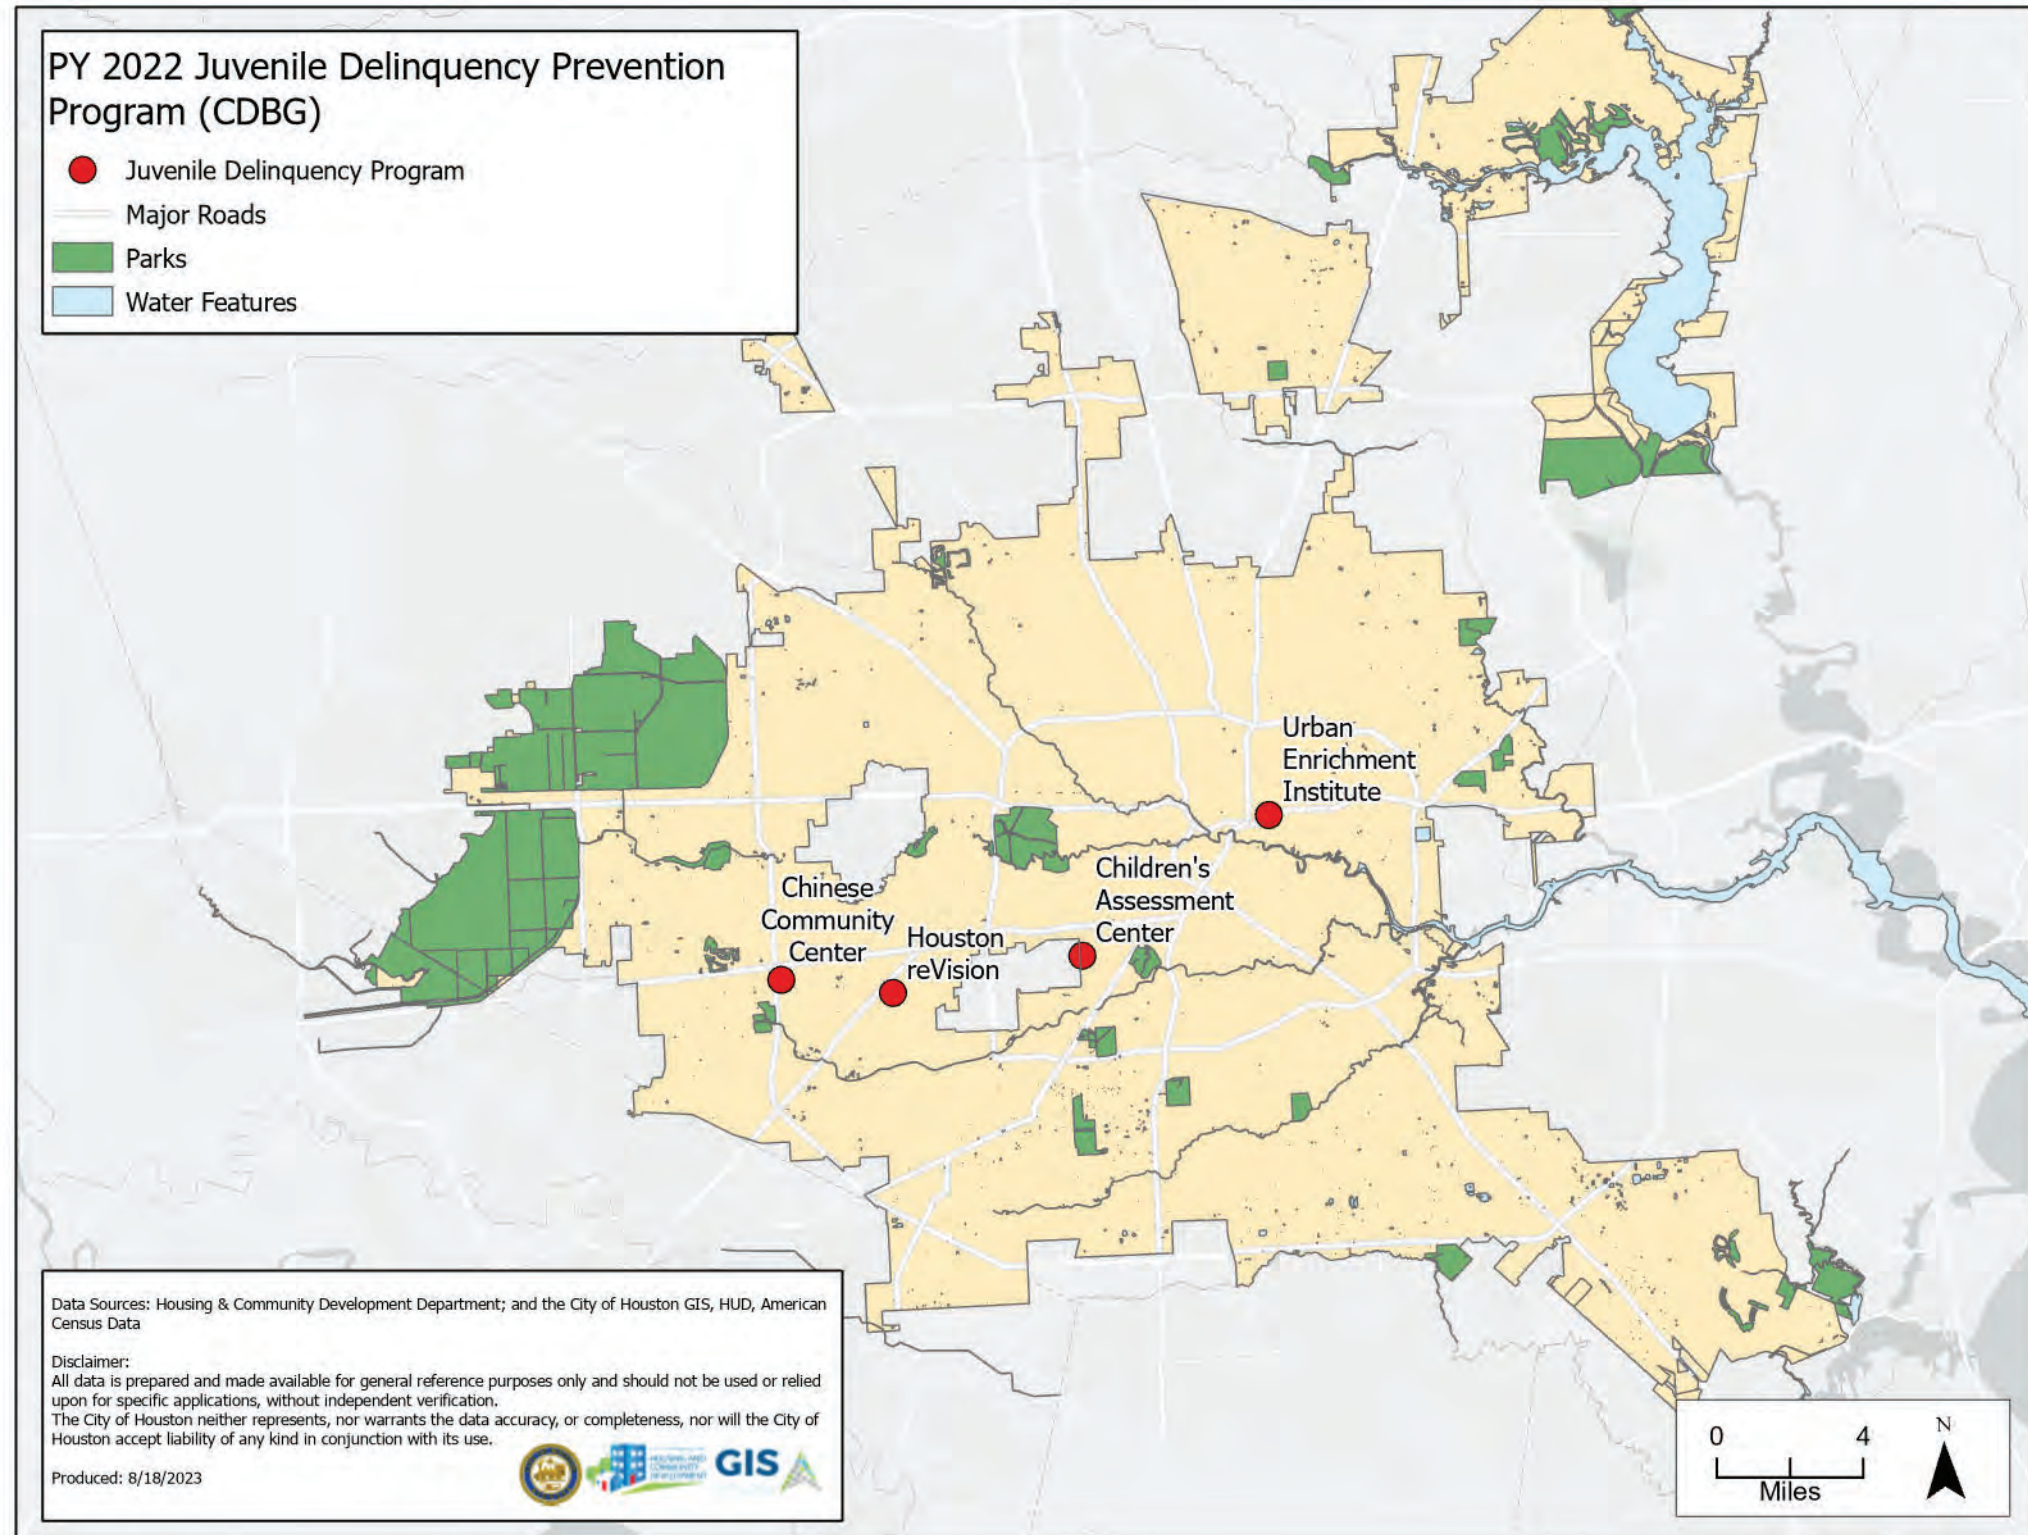 PY 2022 Juvenile Delinquency Prevention
Program (CDBG)
Juvenile Delinquency Program
Major Roads
Parks
Water Features
Urban
Enrichment
Institute
Children's
Assessment
Center
Chinese
Community
Center
Houston
reVision
Data Sources: Housing & Community Development Department; and the City of Houston GIS, HUD, American
Census Data
Disclaimer:
All data is prepared and made available for general reference purposes only and should not be used or relied
upon for specific applications, without independent verification.
The City of Houston neither represents, nor warrants the data accuracy, or completeness, nor will the City of
Houston accept liability of any kind in conjunction with its use.
HOUSING AND
COMMUNITY
DEVELOPMENT
GIS
Produced: 8/18/2023
0 4
Miles
N